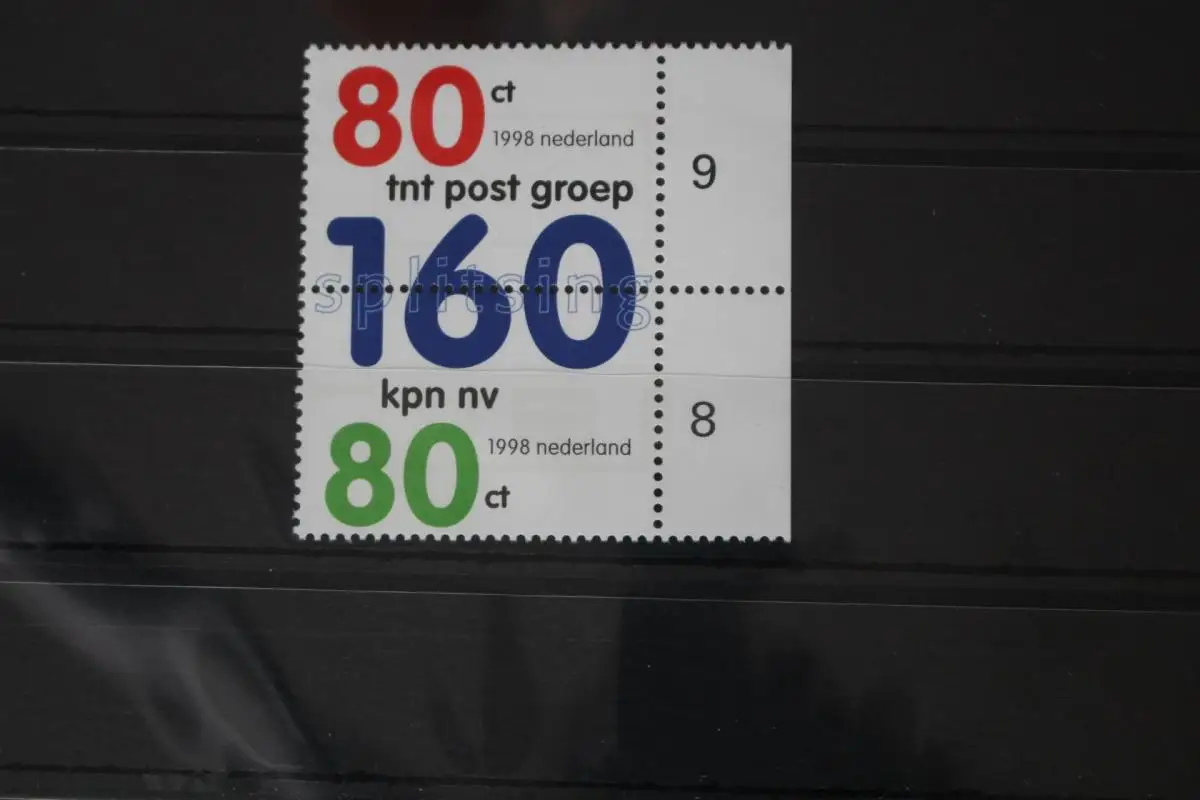 80 ct
1998 nederland
tnt post groep
9
160
splitsing
kpn nv
80 ct
1998 nederland
8